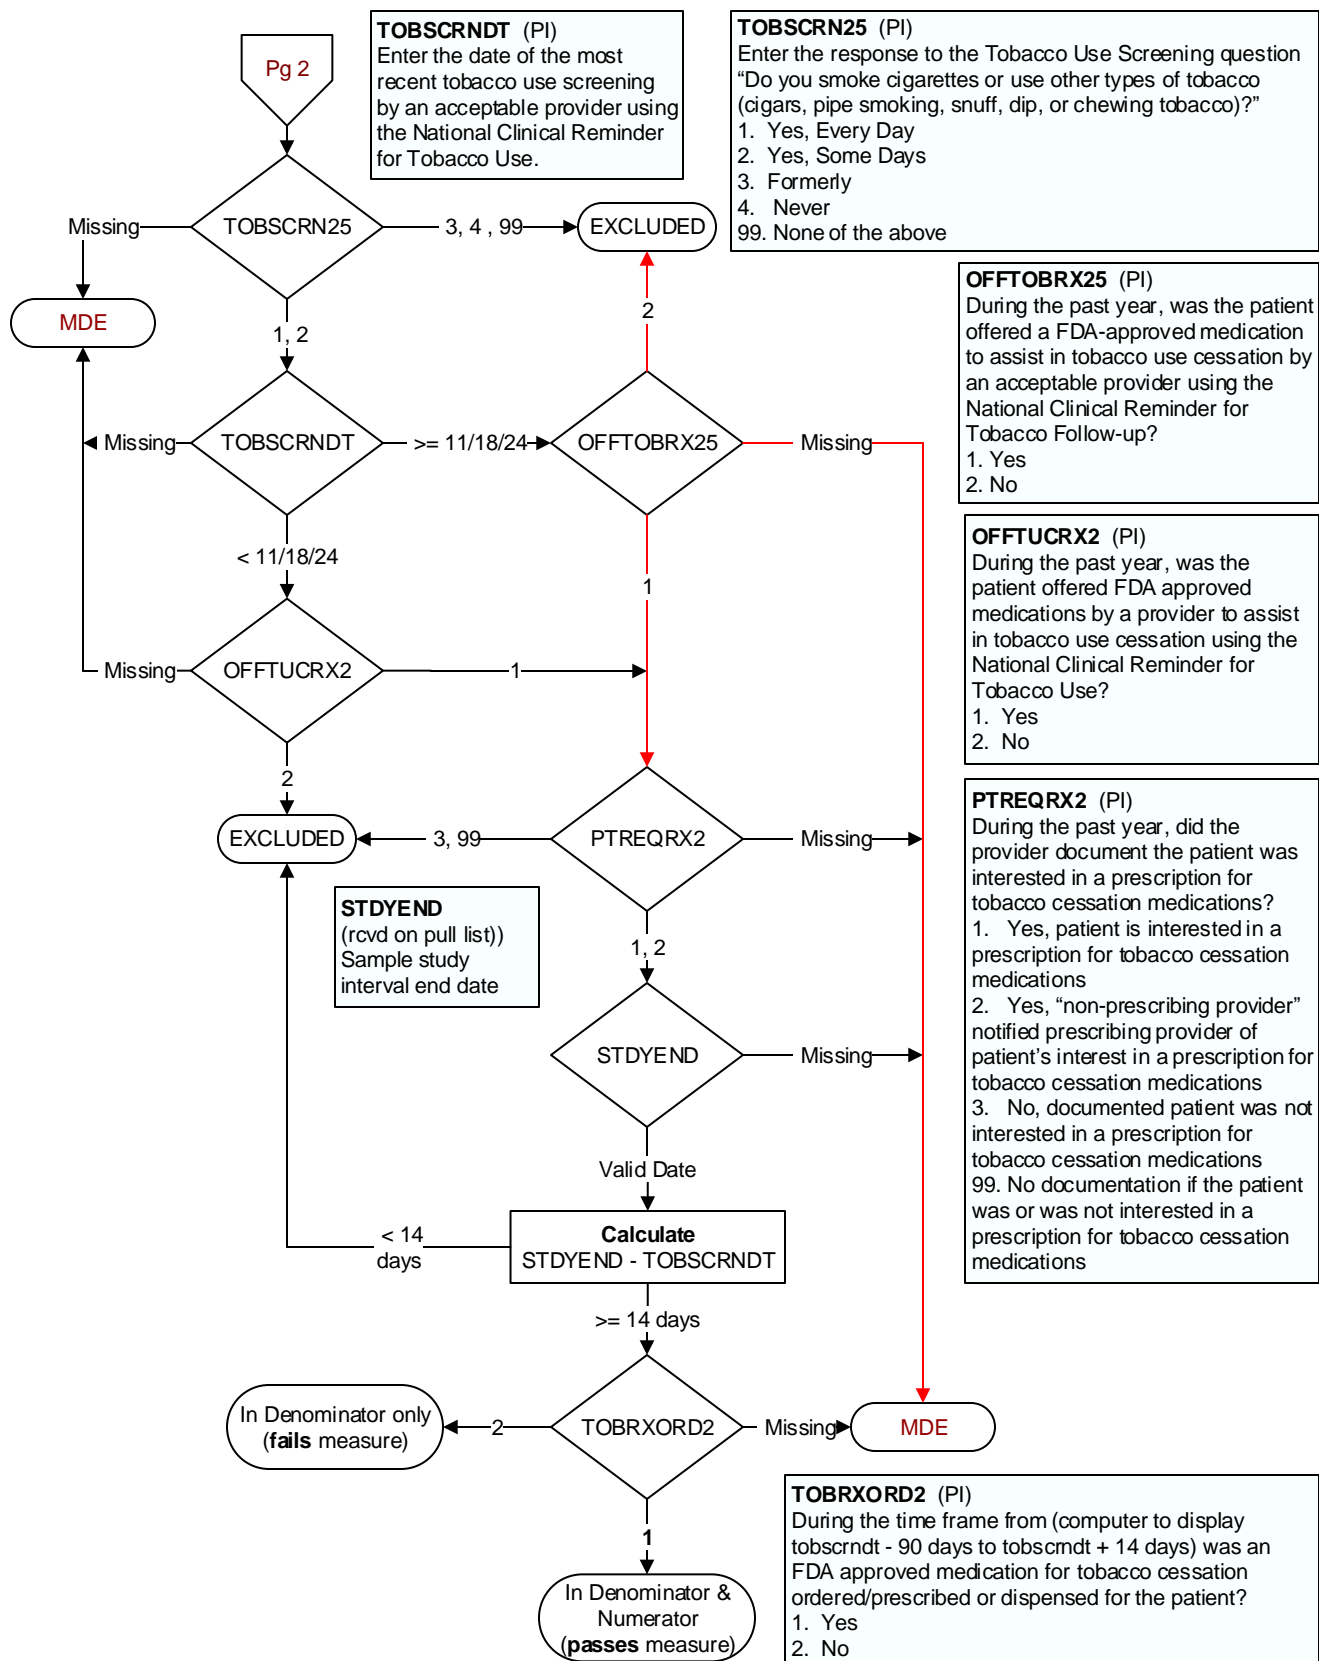 Pg 2
TOBSCRNDT (PI)
Enter the date of the most
recent tobacco use screening
by an acceptable provider using
the National Clinical Reminder
for Tobacco Use.
TOBSCRN25 (PI)
Enter the response to the Tobacco Use Screening question
“Do you smoke cigarettes or use other types of tobacco
(cigars, pipe smoking, snuff, dip, or chewing tobacco)?”
1. Yes, Every Day
2. Yes, Some Days
3. Formerly
4. Never
99. None of the above
Missing
TOBSCRN25
3, 4 , 99
EXCLUDED
MDE
1, 2
2
OFFTOBRX25 (PI)
During the past year, was the patient
offered a FDA-approved medication
to assist in tobacco use cessation by
an acceptable provider using the
National Clinical Reminder for
Tobacco Follow-up?
1. Yes
2. No
Missing
TOBSCRNDT
>= 11/18/24
OFFTOBRX25
Missing
< 11/18/24
1
OFFTUCRX2 (PI)
During the past year, was the
patient offered FDA approved
medications by a provider to assist
in tobacco use cessation using the
National Clinical Reminder for
Tobacco Use?
1. Yes
2. No
Missing
OFFTUCRX2
1
2
EXCLUDED
3, 99
PTREQRX2
Missing
PTREQRX2 (PI)
During the past year, did the
provider document the patient was
interested in a prescription for
tobacco cessation medications?
1. Yes, patient is interested in a
prescription for tobacco cessation
medications
2. Yes, “non-prescribing provider”
notified prescribing provider of
patient’s interest in a prescription for
tobacco cessation medications
3. No, documented patient was not
interested in a prescription for
tobacco cessation medications
99. No documentation if the patient
was or was not interested in a
prescription for tobacco cessation
medications
STDYEND
(rcvd on pull list))
Sample study
interval end date
1, 2
STDYEND
Missing
Valid Date
< 14
days
Calculate
STDYEND - TOBSCRNDT
>= 14 days
In Denominator only
(fails measure)
2
TOBRXORD2
Missing
MDE
1
In Denominator &
Numerator
(passes measure)
TOBRXORD2 (PI)
During the time frame from (computer to display
tobscrndt - 90 days to tobscrndt + 14 days) was an
FDA approved medication for tobacco cessation
ordered/prescribed or dispensed for the patient?
1. Yes
2. No